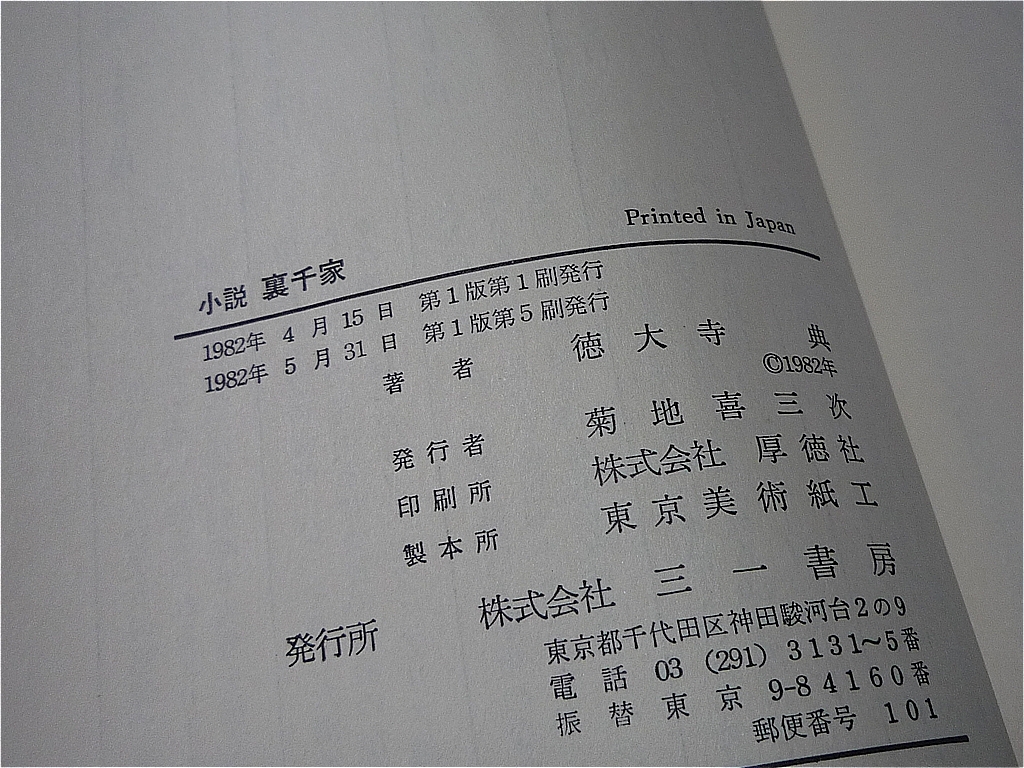 Printed in Japan
小説 裏千家
1982年 4 月 15 日 第1版第1刷発行
1982年 5 月 31 日 第1版第5刷発行
著 者 徳 大 寺 典
©1982年
発 行 者 菊 地 喜 三 次
印 刷 所 株式会社 厚 徳 社
製 本 所 東 京 美 術 紙 工
発行所 株式会社 三 一 書 房
東京都千代田区神田駿河台2の9
電 話 03 (291) 3131〜5番
振 替 東 京 9-84160番
郵便番号 101